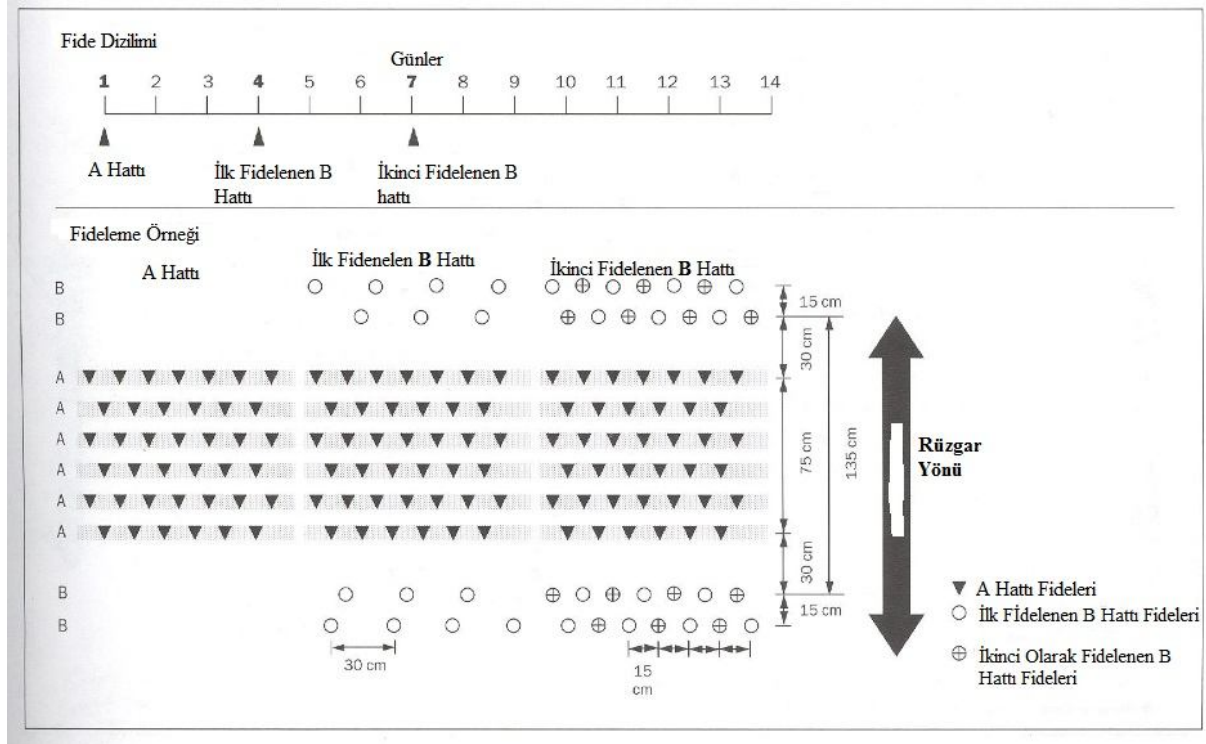 Fide Dizilimi
Günler
1 2 3 4 5 6 7 8 9 10 11 12 13 14
A Hattı
İlk Fidelenen B
Hattı
İkinci Fidelenen B
hattı
Fideleme Örneği
A Hattı
İlk Fidenelen B Hattı
İkinci Fidelenen B Hattı
B
15 cm
B
30 cm
A
A
A
75 cm
135 cm
Rüzgar
Yönü
A
A
A
30 cm
B
15 cm
B
30 cm
15
cm
A Hattı Fideleri
İlk Fİdelenen B Hattı Fideleri
İkinci Olarak Fidelenen B
Hattı Fideleri